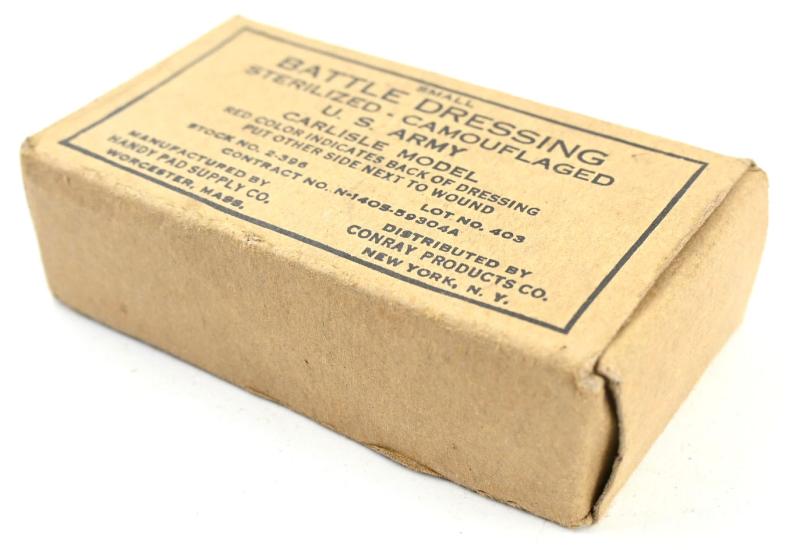 SMALL
BATTLE DRESSING
STERILIZED - CAMOUFLAGED
U. S. ARMY
CARLISLE MODEL
RED COLOR INDICATES BACK OF DRESSING
PUT OTHER SIDE NEXT TO WOUND
STOCK NO. 2-396
LOT NO. 403
CONTRACT NO. N-140S-59304A
MANUFACTURED BY
HANDY PAD SUPPLY CO.
WORCESTER, MASS.
DISTRIBUTED BY
CONRAY PRODUCTS CO.
NEW YORK, N. Y.